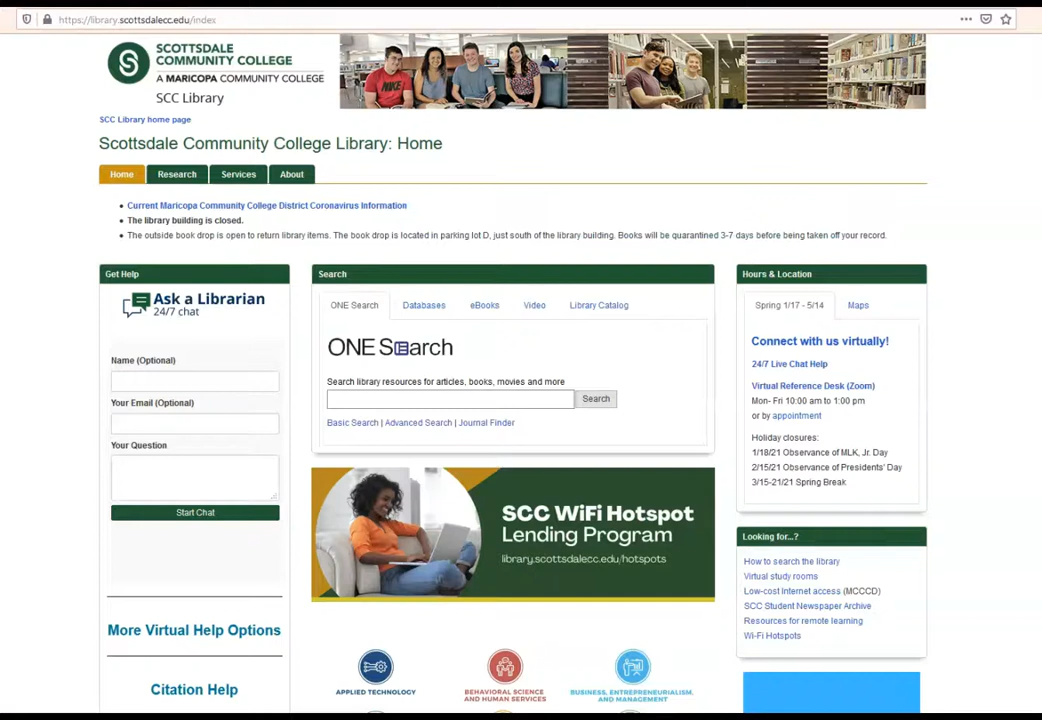 https://library.scottsdalecc.edu/index
SCOTTSDALE
COMMUNITY COLLEGE
A MARICOPA COMMUNITY COLLEGE
SCC Library
SCC Library home page
Scottsdale Community College Library: Home
Home
Research
Services
About
Current Maricopa Community College District Coronavirus Information
The library building is closed.
The outside book drop is open to return library items. The book drop is located in parking lot D, just south of the library building. Books will be quarantined 3-7 days before being taken off your record.
Get Help
Ask a Librarian
24/7 chat
Name (Optional)
Your Email (Optional)
Your Question
Start Chat
More Virtual Help Options
Citation Help
Search
ONE Search
Databases
eBooks
Video
Library Catalog
ONE Search
Search library resources for articles, books, movies and more
Search
Basic Search | Advanced Search | Journal Finder
SCC WiFi Hotspot
Lending Program
library.scottsdalecc.edu/hotspots
APPLIED TECHNOLOGY
BEHAVIORAL SCIENCE
AND HUMAN SERVICES
BUSINESS, ENTREPRENEURIALISM,
AND MANAGEMENT
Hours & Location
Spring 1/17 - 5/14
Maps
Connect with us virtually!
24/7 Live Chat Help
Virtual Reference Desk (Zoom)
Mon- Fri 10:00 am to 1:00 pm
or by appointment
Holiday closures:
1/18/21 Observance of MLK, Jr. Day
2/15/21 Observance of Presidents' Day
3/15-21/21 Spring Break
Looking for...?
How to search the library
Virtual study rooms
Low-cost Internet access (MCCCD)
SCC Student Newspaper Archive
Resources for remote learning
Wi-Fi Hotspots